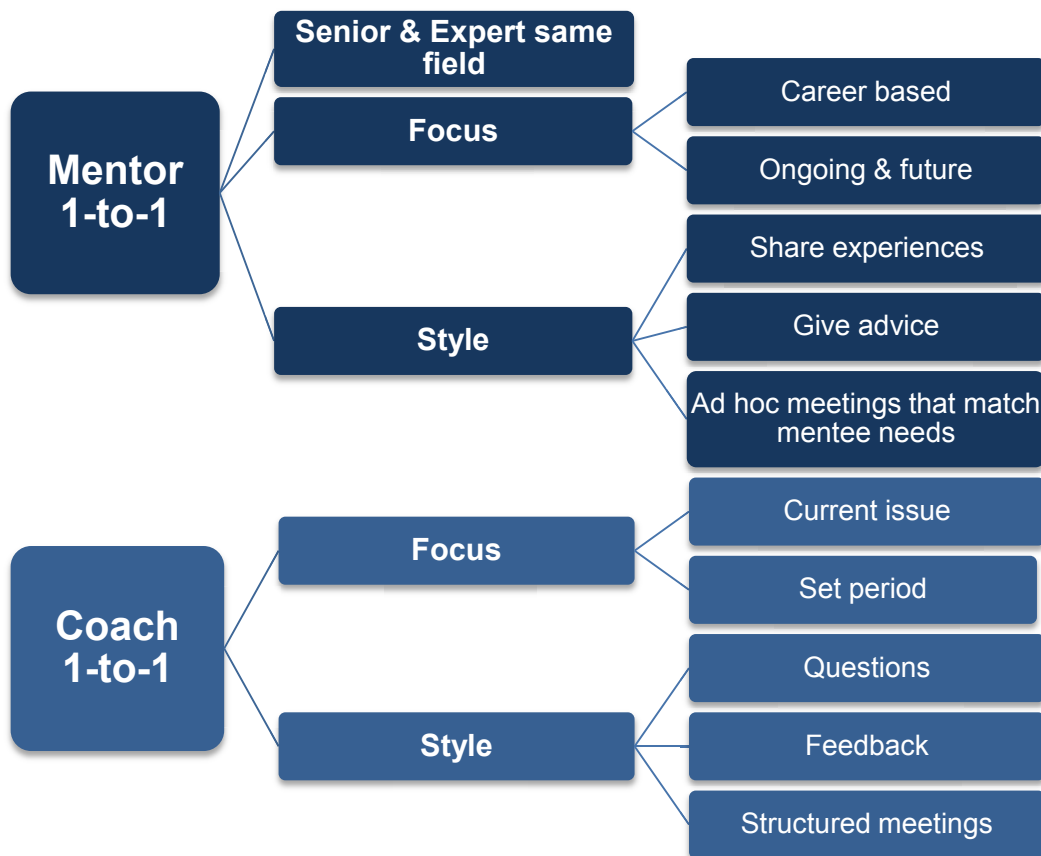 Mentor
1-to-1
Senior & Expert same
field
Focus
Career based
Ongoing & future
Style
Share experiences
Give advice
Ad hoc meetings that match
mentee needs
Coach
1-to-1
Focus
Current issue
Set period
Style
Questions
Feedback
Structured meetings